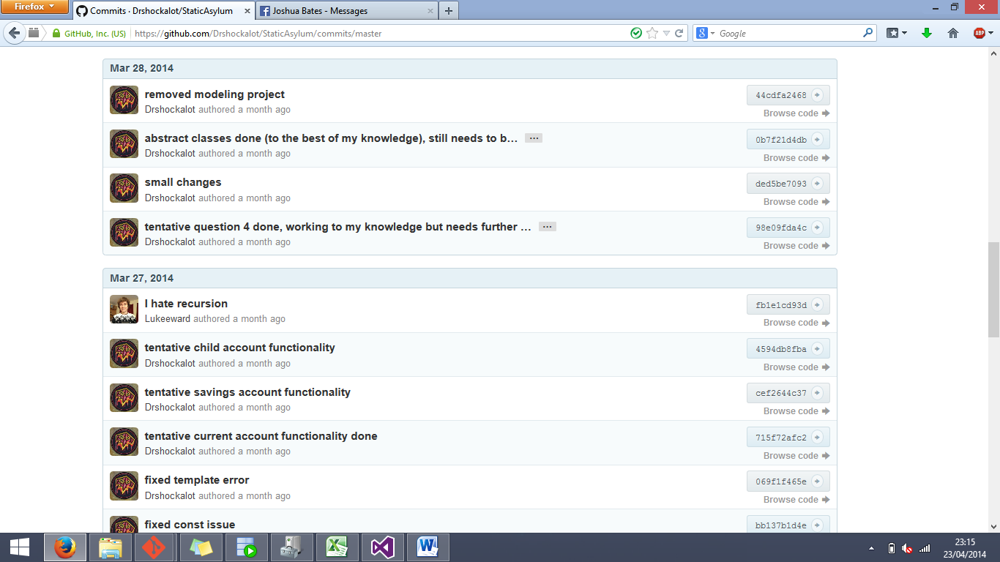 Firefox
Commits · Drshockalot/StaticAsylum
Joshua Bates - Messages
GitHub, Inc. (US)
https://github.com/Drshockalot/StaticAsylum/commits/master
Google
ABP
Mar 28, 2014
removed modeling project
44cdfa2468
Drshockalot authored a month ago
Browse code
abstract classes done (to the best of my knowledge), still needs to b…
0b7f21d4db
Drshockalot authored a month ago
Browse code
small changes
ded5be7093
Drshockalot authored a month ago
Browse code
tentative question 4 done, working to my knowledge but needs further …
98e09fda4c
Drshockalot authored a month ago
Browse code
Mar 27, 2014
I hate recursion
fb1e1cd93d
Lukeeward authored a month ago
Browse code
tentative child account functionality
4594db8fba
Drshockalot authored a month ago
Browse code
tentative savings account functionality
cef2644c37
Drshockalot authored a month ago
Browse code
tentative current account functionality done
715f72afc2
Drshockalot authored a month ago
Browse code
fixed template error
069f1f465e
Drshockalot authored a month ago
Browse code
fixed const issue
bb137b1d4e
23:15
23/04/2014